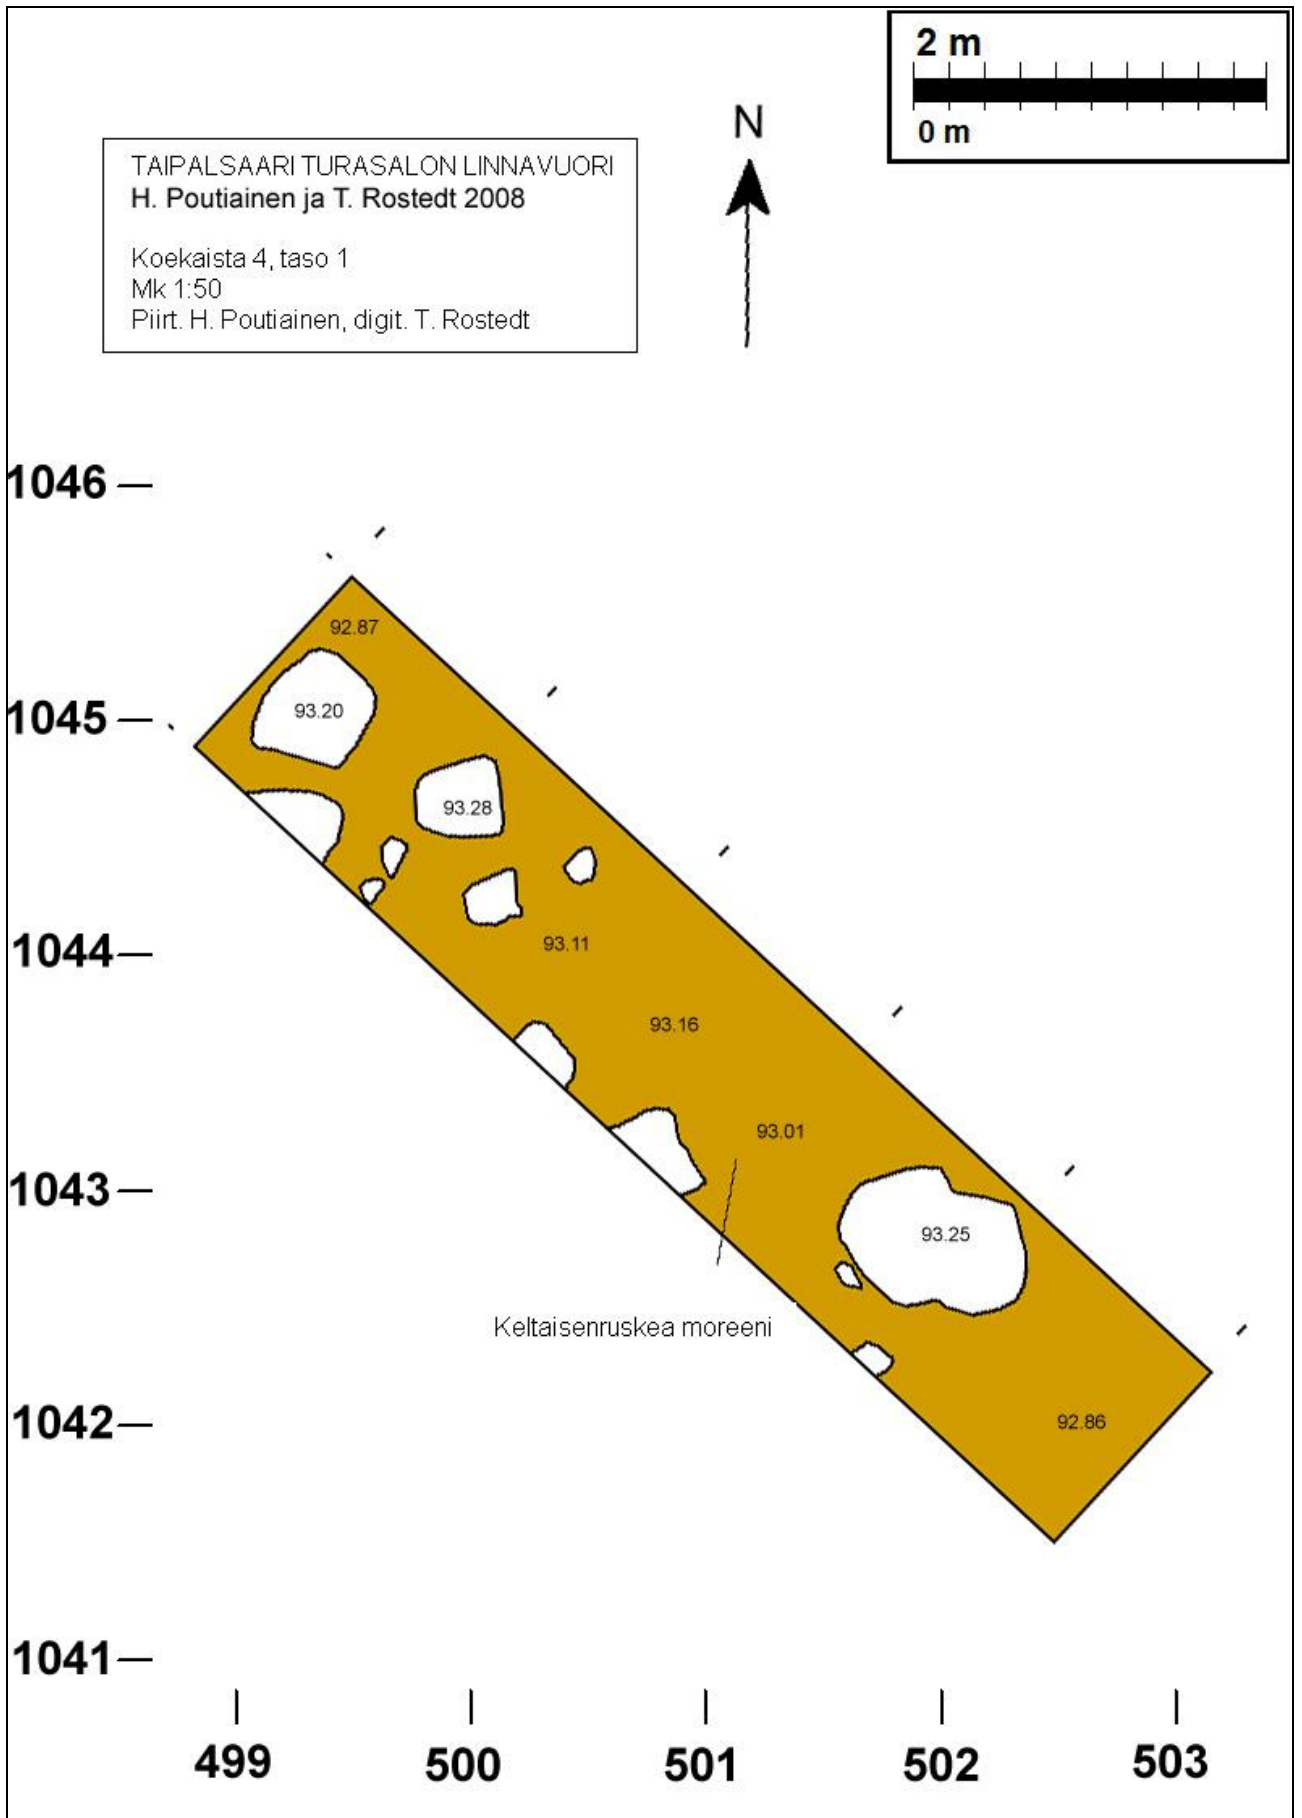 2 m
0 m
N
TAIPALSAARI TURASALON LINNAVUORI
H. Poutiainen ja T. Rostedt 2008
Koekaista 4, taso 1
Mk 1:50
Piirt. H. Poutiainen, digit. T. Rostedt
1046
92.87
1045
93.20
93.28
1044
93.11
93.16
93.01
1043
93.25
Keltaisenruskea moreeni
1042
92.86
1041
499 500 501 502 503